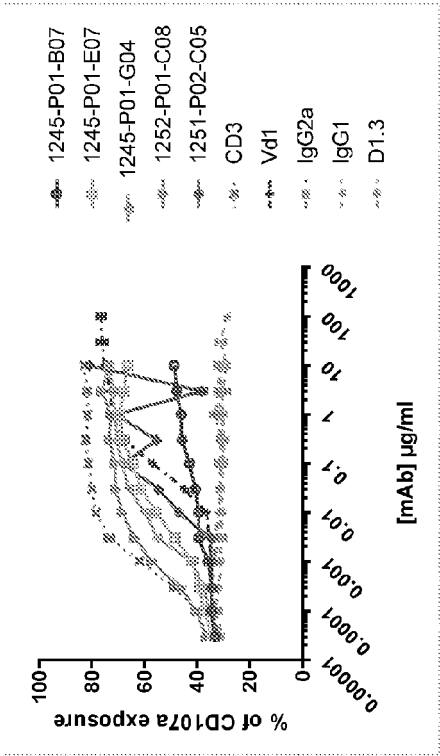 1245-P01-B07
1245-P01-E07
1245-P01-G04
1252-P01-C08
1251-P02-C05
CD3
Vd1
IgG2a
IgG1
D1.3
% of CD107a exposure
100
80
60
40
20
0
0.00001
0.0001
0.001
0.01
0.1
1
10
100
1000
[mAb] µg/ml